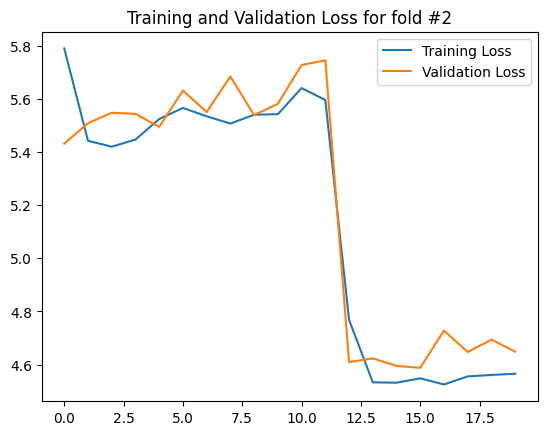 Training and Validation Loss for fold #2
Training Loss
Validation Loss
5.8
5.6
5.4
5.2
5.0
4.8
4.6
0.0 2.5 5.0 7.5 10.0 12.5 15.0 17.5